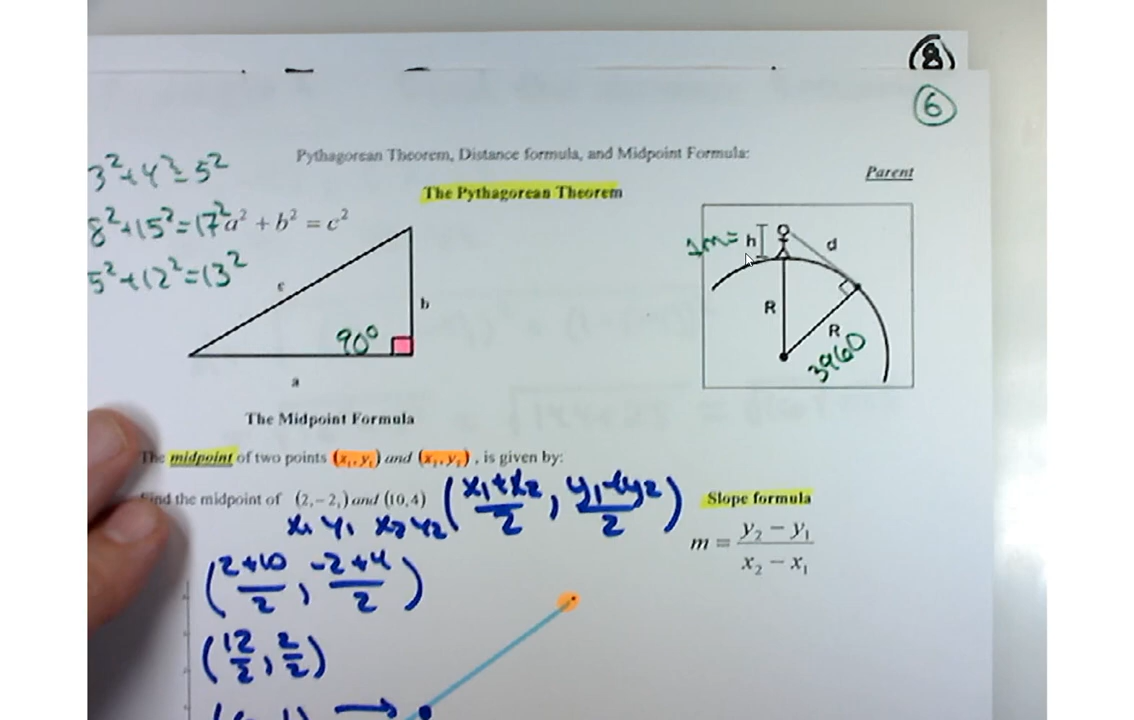 8
6
Pythagorean Theorem, Distance formula, and Midpoint Formula:
Parent
The Pythagorean Theorem
3²+4²=5²
8²+15²=17² a² + b² = c²
5²+12²=13²
c
b
90°
a
1m= h
d
R
R
3960
The Midpoint Formula
The midpoint of two points (x₁, y₁) and (x₂, y₂), is given by:
Find the midpoint of (2,−2,) and (10,4) (x₁+x₂/2, y₁+y₂/2)
x₁ y₁ x₂ y₂
Slope formula
m = y₂ − y₁ / x₂ − x₁
(2+10/2, -2+4/2)
(12/2, 2/2)